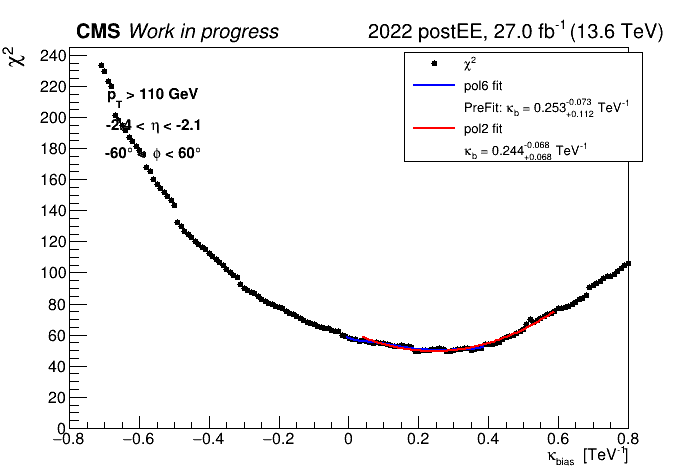 CMS Work in progress 2022 postEE, 27.0 fb⁻¹ (13.6 TeV)
χ²
240
220
200
180
160
140
120
100
80
60
40
20
0
p_T > 110 GeV
-2.4 < η < -2.1
-60° < ϕ < 60°
χ²
pol6 fit
PreFit: κ_b = 0.253 -0.073 +0.112 TeV⁻¹
pol2 fit
κ_b = 0.244 -0.068 +0.068 TeV⁻¹
−0.8 −0.6 −0.4 −0.2 0 0.2 0.4 0.6 0.8
κ_bias [TeV⁻¹]